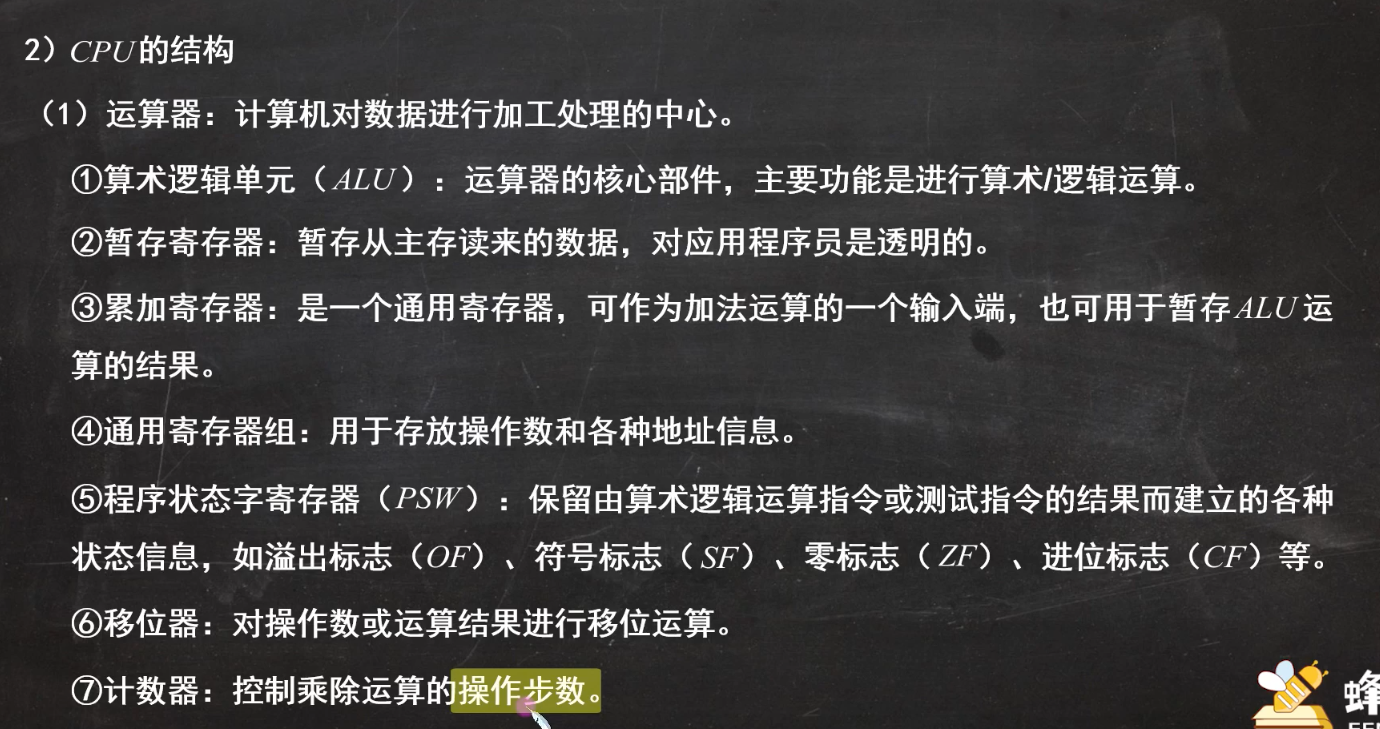 2）CPU的结构
（1）运算器：计算机对数据进行加工处理的中心。
①算术逻辑单元（ALU）：运算器的核心部件，主要功能是进行算术/逻辑运算。
②暂存寄存器：暂存从主存读来的数据，对应用程序员是透明的。
③累加寄存器：是一个通用寄存器，可作为加法运算的一个输入端，也可用于暂存ALU运
算的结果。
④通用寄存器组：用于存放操作数和各种地址信息。
⑤程序状态字寄存器（PSW）：保留由算术逻辑运算指令或测试指令的结果而建立的各种
状态信息，如溢出标志（OF）、符号标志（SF）、零标志（ZF）、进位标志（CF）等。
⑥移位器：对操作数或运算结果进行移位运算。
⑦计数器：控制乘除运算的操作步数。
蜂